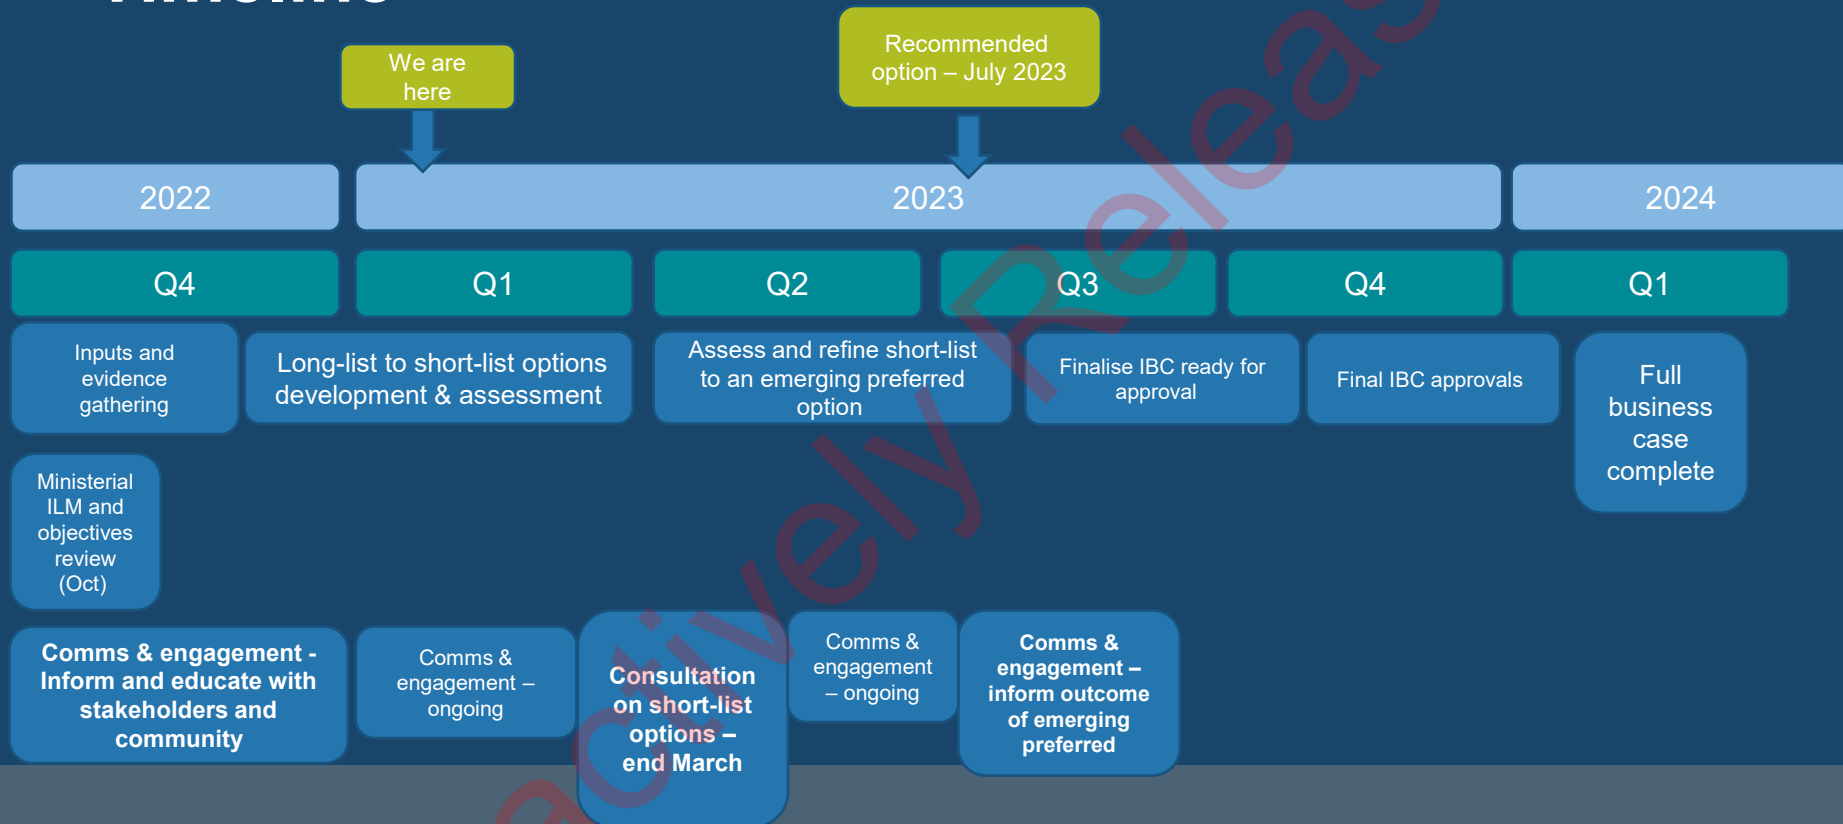 Timeline
We are
here
Recommended
option – July 2023
2022
2023
2024
Q4
Q1
Q2
Q3
Q4
Q1
Inputs and
evidence
gathering
Long-list to short-list options
development & assessment
Assess and refine short-list
to an emerging preferred
option
Finalise IBC ready for
approval
Final IBC approvals
Full
business
case
complete
Ministerial
ILM and
objectives
review
(Oct)
Comms & engagement -
Inform and educate with
stakeholders and
community
Comms &
engagement –
ongoing
Consultation
on short-list
options –
end March
Comms &
engagement
– ongoing
Comms &
engagement –
inform outcome
of emerging
preferred
actively Releas